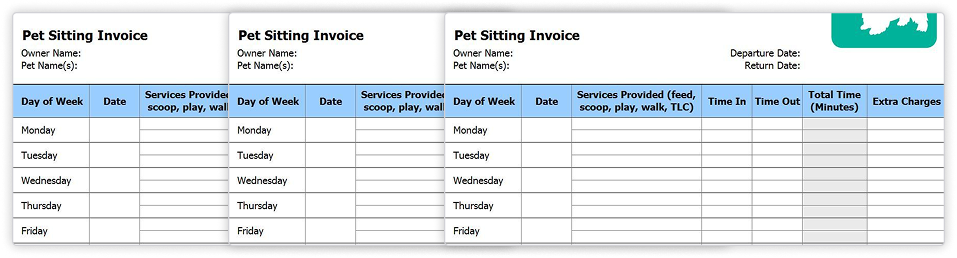 Pet Sitting Invoice
Owner Name:
Pet Name(s):
Day of Week Date Services Provided
scoop, play, walk
Monday
Tuesday
Wednesday
Thursday
Friday
Pet Sitting Invoice
Owner Name:
Pet Name(s):
Day of Week Date Services Provided
scoop, play, walk
Monday
Tuesday
Wednesday
Thursday
Friday
Pet Sitting Invoice
Owner Name: Departure Date:
Pet Name(s): Return Date:
Day of Week Date Services Provided (feed, scoop, play, walk, TLC) Time In Time Out Total Time (Minutes) Extra Charges
Monday
Tuesday
Wednesday
Thursday
Friday